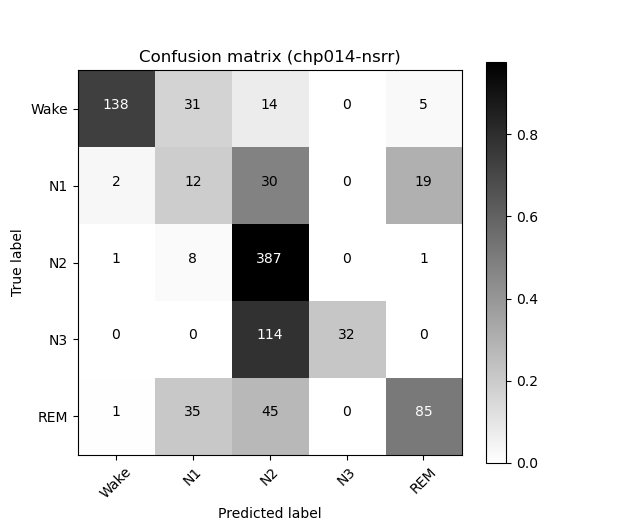 Confusion matrix (chp014-nsrr)
Wake 138 31 14 0 5
N1 2 12 30 0 19
N2 1 8 387 0 1
N3 0 0 114 32 0
REM 1 35 45 0 85
Wake N1 N2 N3 REM
Predicted label
True label
0.8
0.6
0.4
0.2
0.0